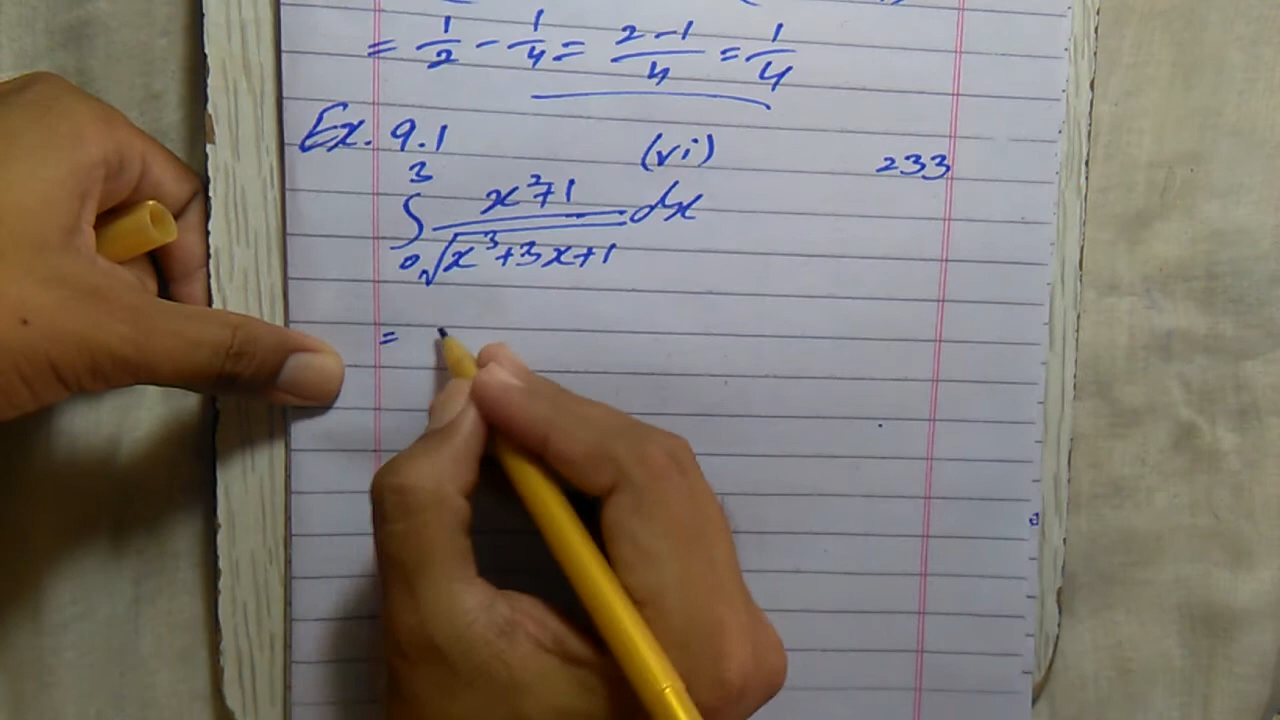 = 1/2 - 1/4 = 2-1/4 = 1/4
Ex. 9.1 (vi) 233
∫₀³ x²+1/√x³+3x+1 dx
=